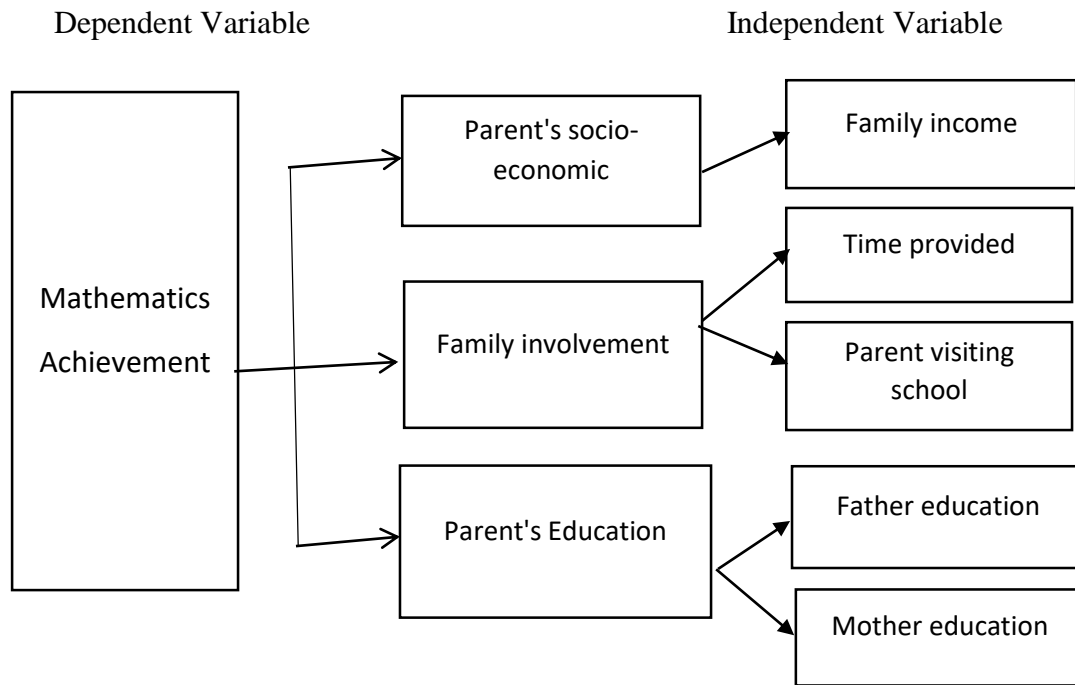 Dependent Variable
Independent Variable
Mathematics
Achievement
Parent's socio-
economic
Family involvement
Parent's Education
Family income
Time provided
Parent visiting
school
Father education
Mother education